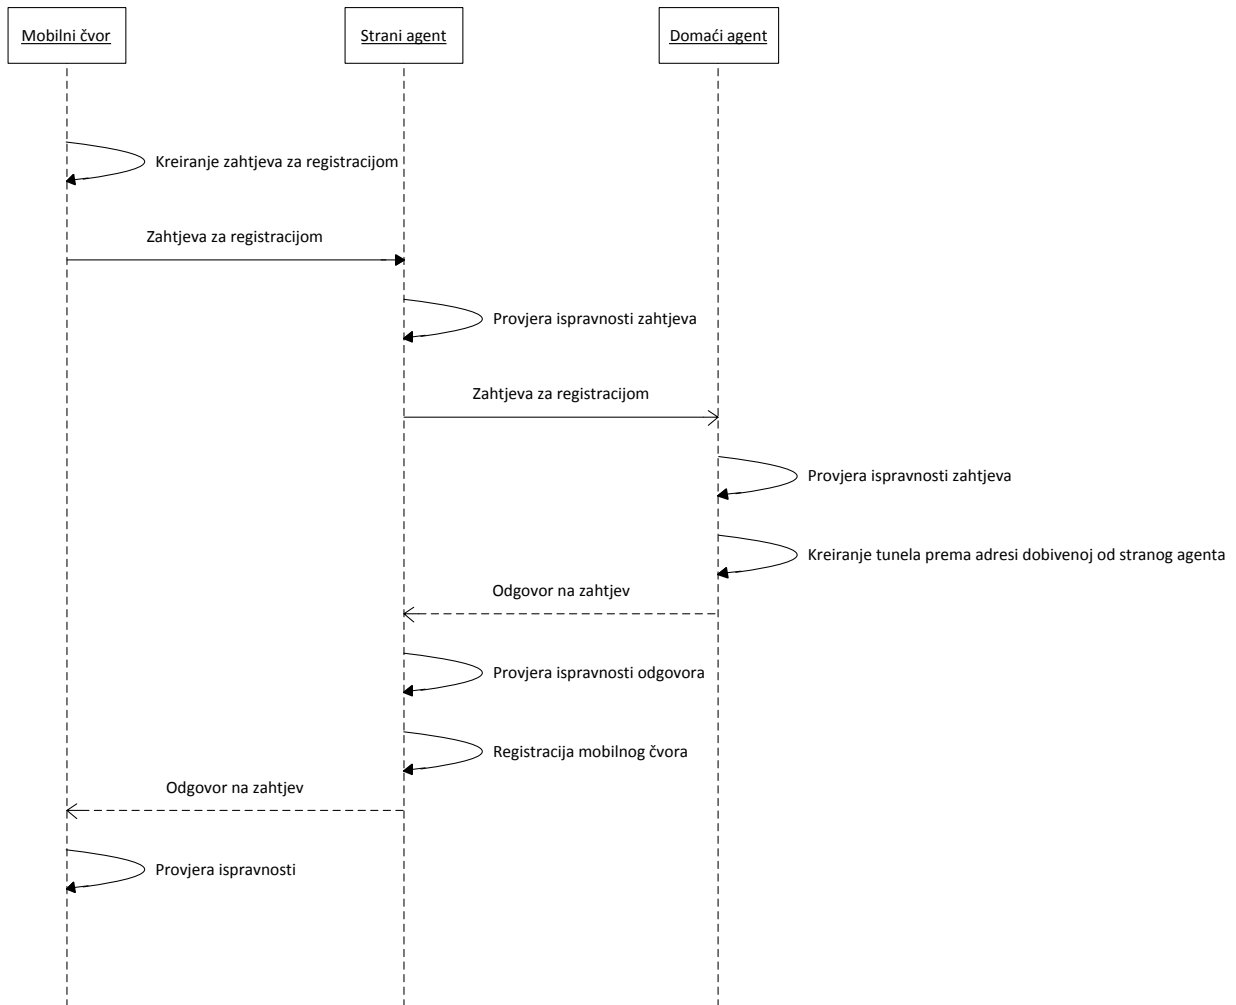 Mobilni čvor
Strani agent
Domaći agent
Kreiranje zahtjeva za registracijom
Zahtjeva za registracijom
Provjera ispravnosti zahtjeva
Zahtjeva za registracijom
Provjera ispravnosti zahtjeva
Kreiranje tunela prema adresi dobivenoj od stranog agenta
Odgovor na zahtjev
Provjera ispravnosti odgovora
Registracija mobilnog čvora
Odgovor na zahtjev
Provjera ispravnosti